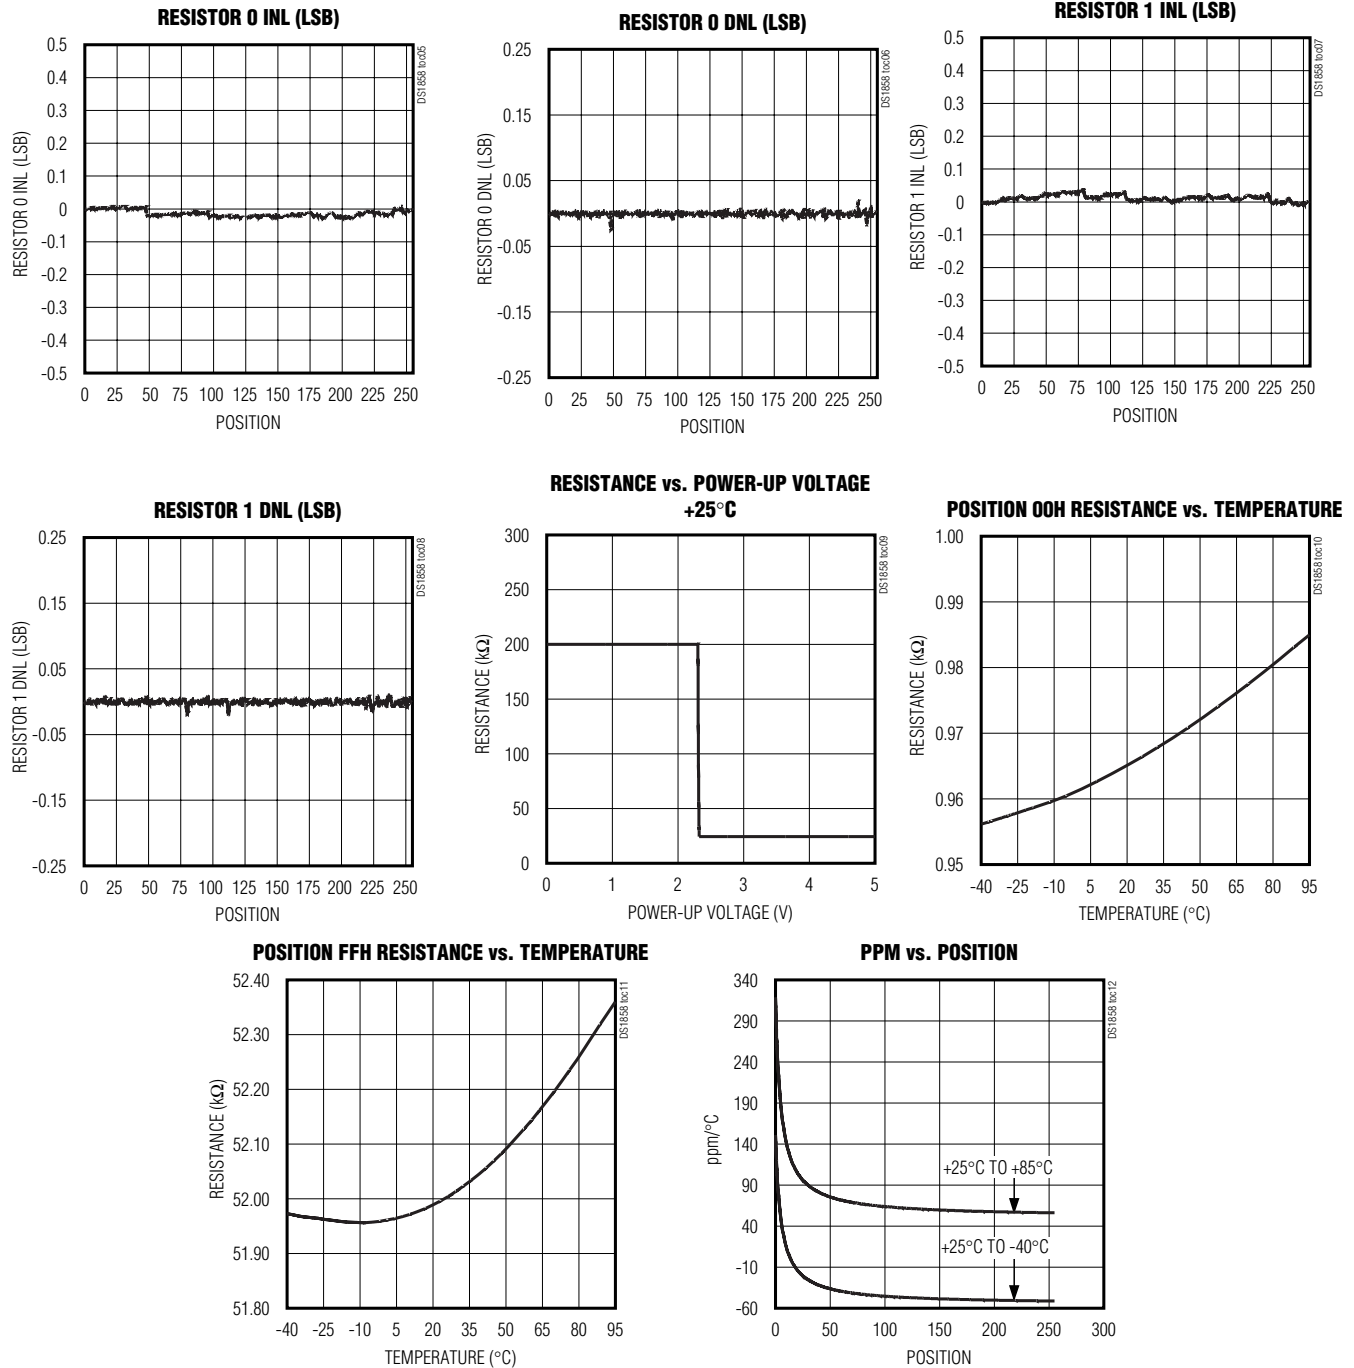 RESISTOR 0 INL (LSB)
DS1858 toc05
RESISTOR 0 INL (LSB)
0.5
0.4
0.3
0.2
0.1
0
-0.1
-0.2
-0.3
-0.4
-0.5
0 25 50 75 100 125 150 175 200 225 250
POSITION
RESISTOR 0 DNL (LSB)
DS1858 toc06
RESISTOR 0 DNL (LSB)
0.25
0.15
0.05
-0.05
-0.15
-0.25
0 25 50 75 100 125 150 175 200 225 250
POSITION
RESISTOR 1 INL (LSB)
DS1858 toc07
RESISTOR 1 INL (LSB)
0.5
0.4
0.3
0.2
0.1
0
-0.1
-0.2
-0.3
-0.4
-0.5
0 25 50 75 100 125 150 175 200 225 250
POSITION
RESISTOR 1 DNL (LSB)
DS1858 toc08
RESISTOR 1 DNL (LSB)
0.25
0.15
0.05
-0.05
-0.15
-0.25
0 25 50 75 100 125 150 175 200 225 250
POSITION
RESISTANCE vs. POWER-UP VOLTAGE
+25°C
DS1858 toc09
RESISTANCE (kΩ)
300
250
200
150
100
50
0
0 1 2 3 4 5
POWER-UP VOLTAGE (V)
POSITION 00H RESISTANCE vs. TEMPERATURE
DS1858 toc10
RESISTANCE (kΩ)
1.00
0.99
0.98
0.97
0.96
0.95
-40 -25 -10 5 20 35 50 65 80 95
TEMPERATURE (°C)
POSITION FFH RESISTANCE vs. TEMPERATURE
DS1858 toc11
RESISTANCE (kΩ)
52.40
52.30
52.20
52.10
52.00
51.90
51.80
-40 -25 -10 5 20 35 50 65 80 95
TEMPERATURE (°C)
PPM vs. POSITION
DS1858 toc12
ppm/°C
340
290
240
190
140
90
40
-10
-60
+25°C TO +85°C
+25°C TO -40°C
0 50 100 150 200 250 300
POSITION